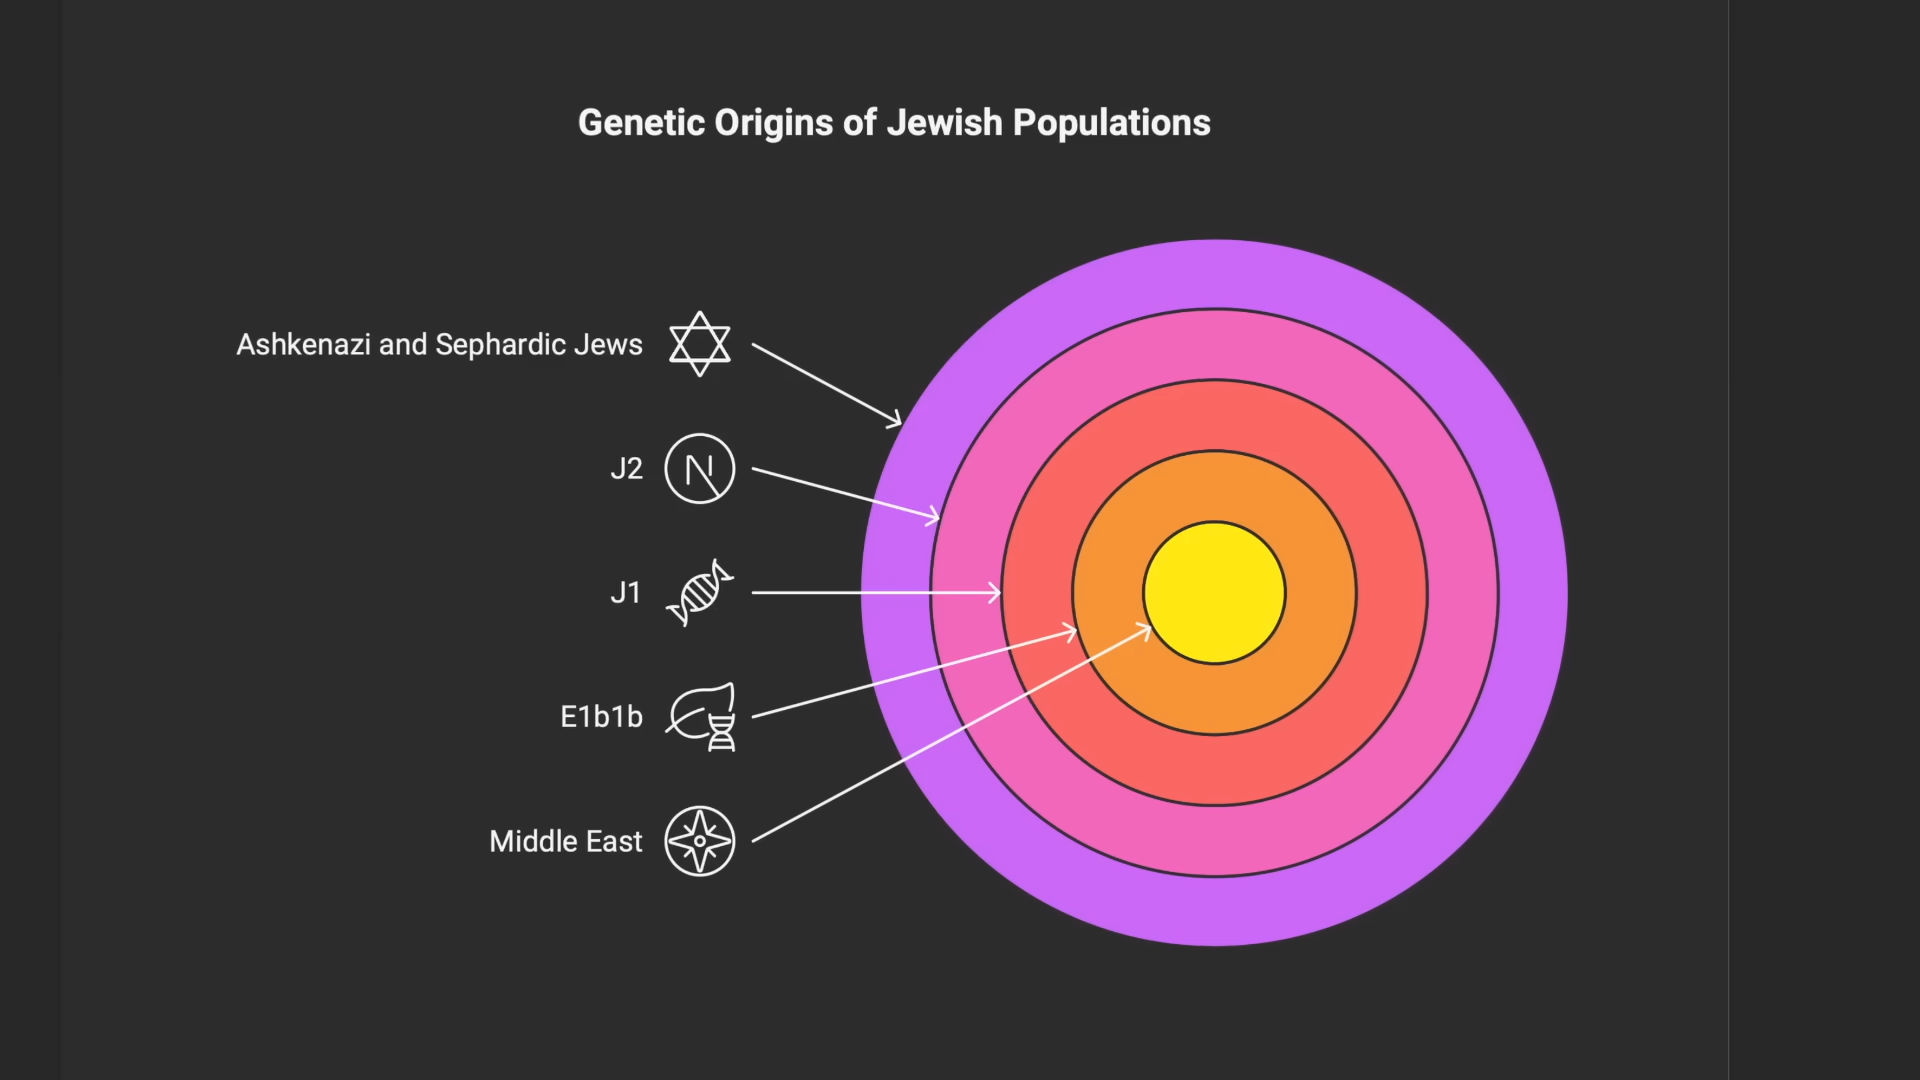 Genetic Origins of Jewish Populations
Ashkenazi and Sephardic Jews
J2
N
J1
E1b1b
Middle East